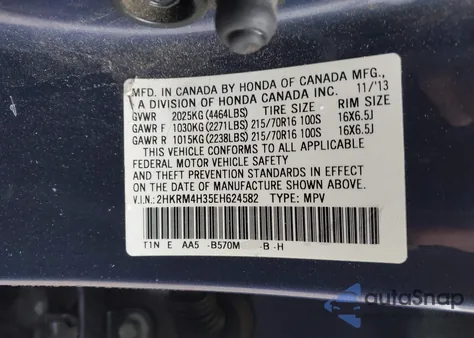 MFD. IN CANADA BY HONDA OF CANADA MFG.,
A DIVISION OF HONDA CANADA INC. 11/'13
GVWR 2025KG (4464LBS) TIRE SIZE RIM SIZE
GAWR F 1030KG (2271LBS) 215/70R16 100S 16X6.5J
GAWR R 1015KG (2238LBS) 215/70R16 100S 16X6.5J
THIS VEHICLE CONFORMS TO ALL APPLICABLE
FEDERAL MOTOR VEHICLE SAFETY
AND THEFT PREVENTION STANDARDS IN EFFECT
ON THE DATE OF MANUFACTURE SHOWN ABOVE.
V.I.N.: 2HKRM4H35EH624582 TYPE: MPV
T1N E AA5 -B570M -B -H
autoSnap